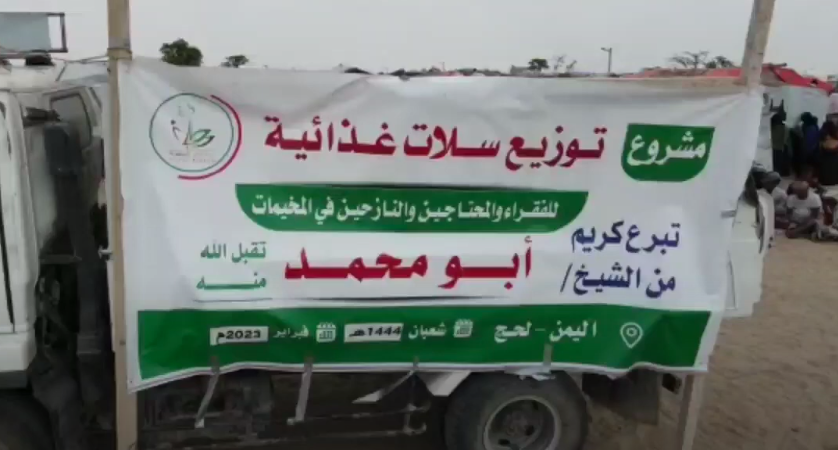 مشروع توزيع سلات غذائية
للفقراء والمحتاجين والنازحين في المخيمات
تبرع كريم من الشيخ/ أبو محمد تقبل الله منه
اليمن - لحج شعبان 1444هـ فبراير 2023م